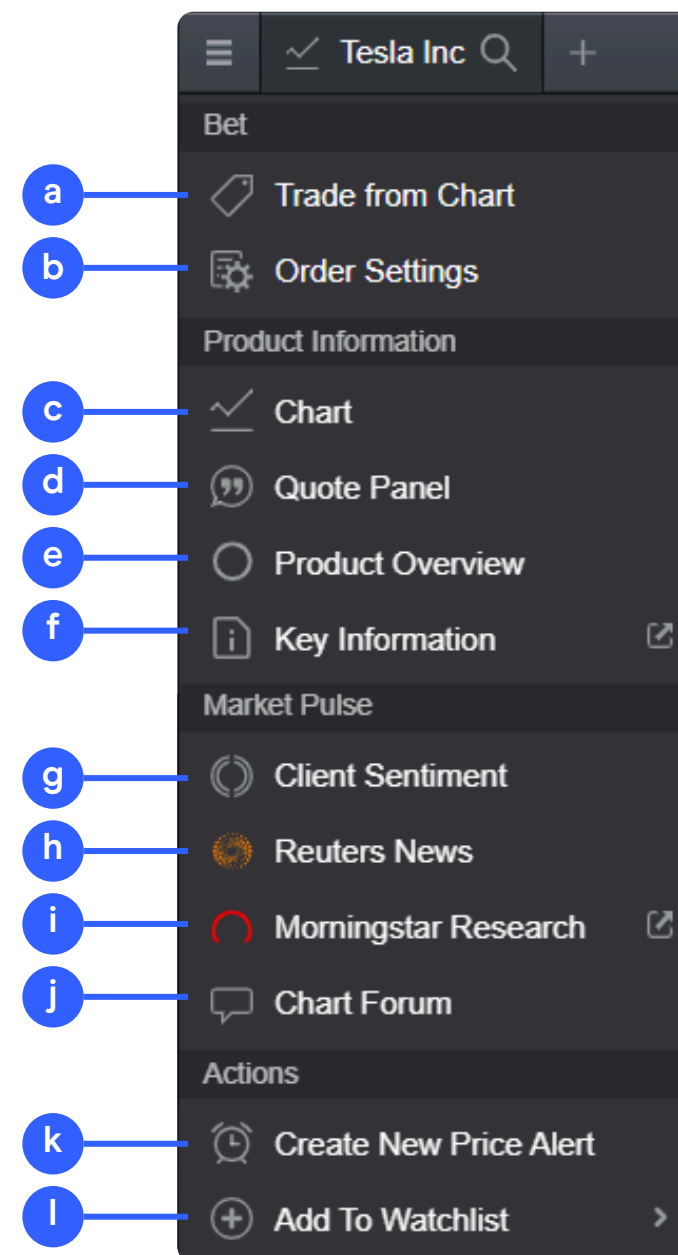 Tesla Inc
Bet
a Trade from Chart
b Order Settings
Product Information
c Chart
d Quote Panel
e Product Overview
f Key Information
Market Pulse
g Client Sentiment
h Reuters News
i Morningstar Research
j Chart Forum
Actions
k Create New Price Alert
l Add To Watchlist